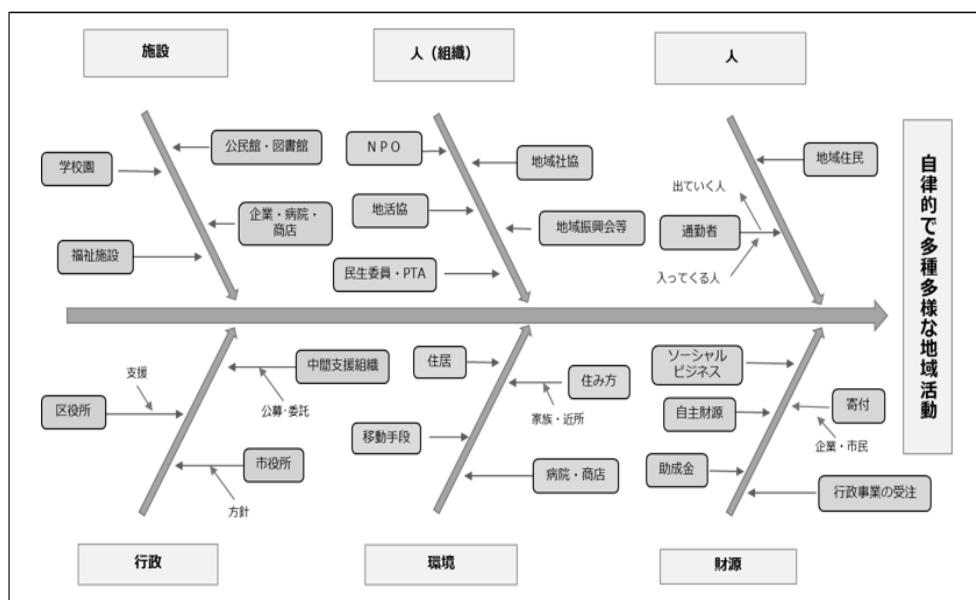 施設
人（組織）
人
公民館・図書館
学校園
企業・病院・
商店
福祉施設
ＮＰＯ
地域社協
地活協
地域振興会等
民生委員・PTA
地域住民
出ていく人
通勤者
入ってくる人
自律的で多種多様な地域活動
中間支援組織
支援
公募・委託
区役所
市役所
方針
住居
住み方
家族・近所
移動手段
病院・商店
ソーシャル
ビジネス
自主財源
寄付
企業・市民
助成金
行政事業の受注
行政
環境
財源